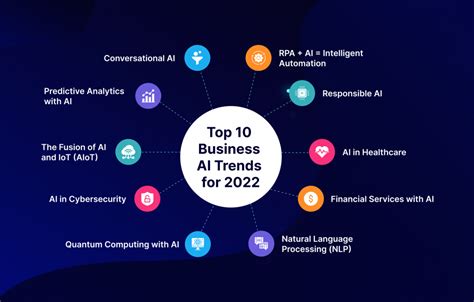 Top 10
Business
AI Trends
for 2022
Conversational AI
Predictive Analytics
with AI
The Fusion of AI
and IoT (AIoT)
AI in Cybersecurity
Quantum Computing with AI
RPA + AI = Intelligent
Automation
Responsible AI
AI in Healthcare
Financial Services with AI
Natural Language
Processing (NLP)